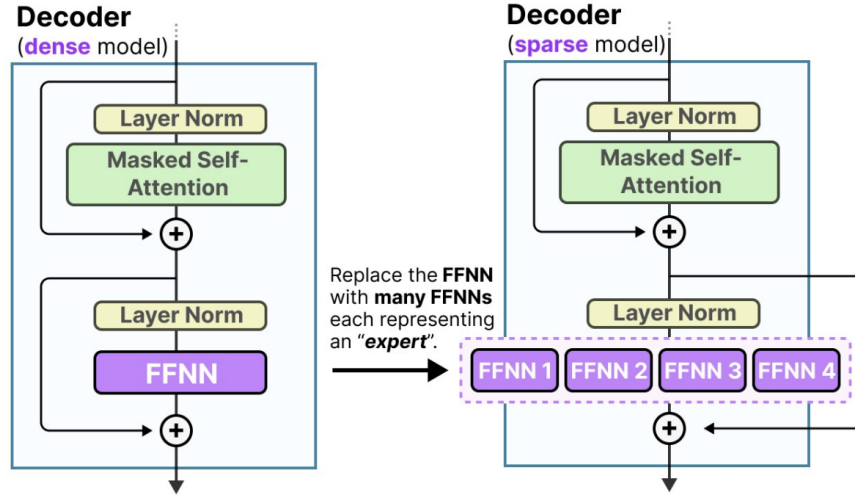 Decoder
(dense model)
Layer Norm
Masked Self-
Attention
+
Layer Norm
FFNN
+
Replace the FFNN
with many FFNNs
each representing
an “expert”.
Decoder
(sparse model)
Layer Norm
Masked Self-
Attention
+
Layer Norm
FFNN 1
FFNN 2
FFNN 3
FFNN 4
+